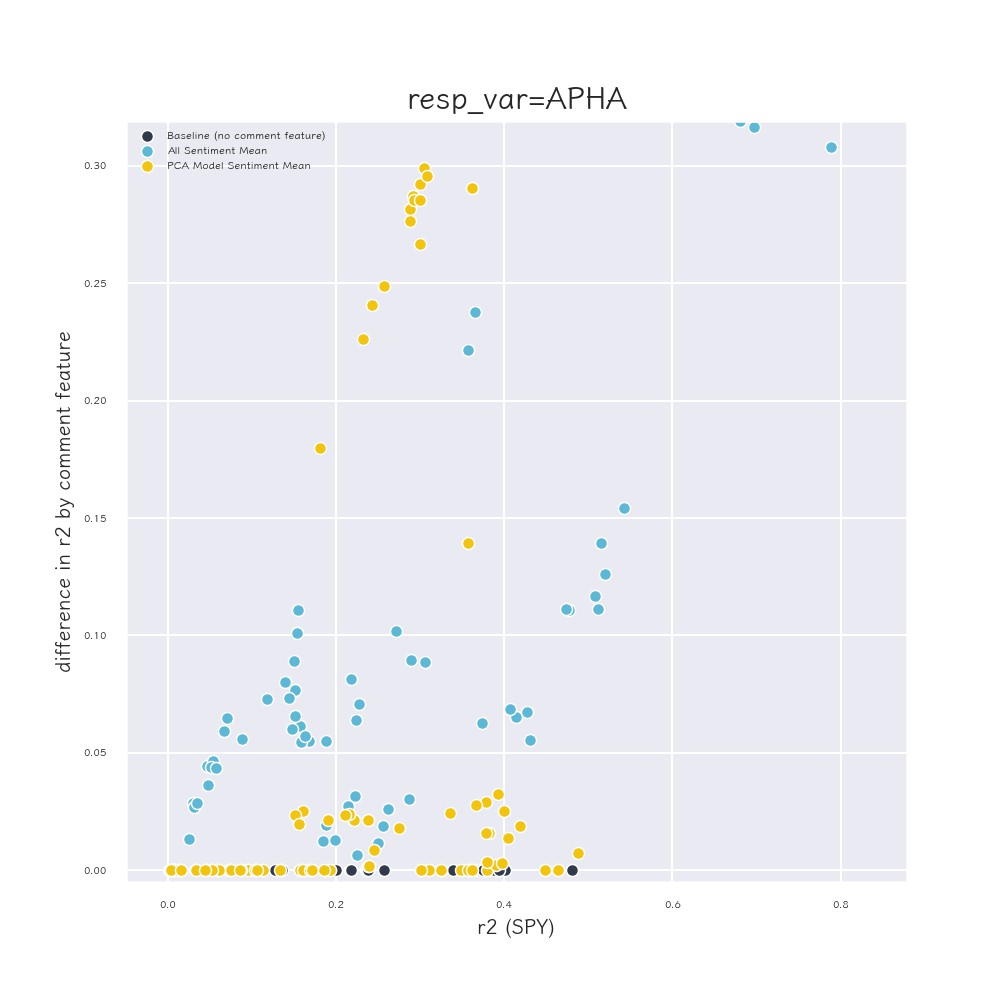 resp_var=APHA
Baseline (no comment feature)
All Sentiment Mean
PCA Model Sentiment Mean
difference in r2 by comment feature
0.30
0.25
0.20
0.15
0.10
0.05
0.00
0.0 0.2 0.4 0.6 0.8
r2 (SPY)